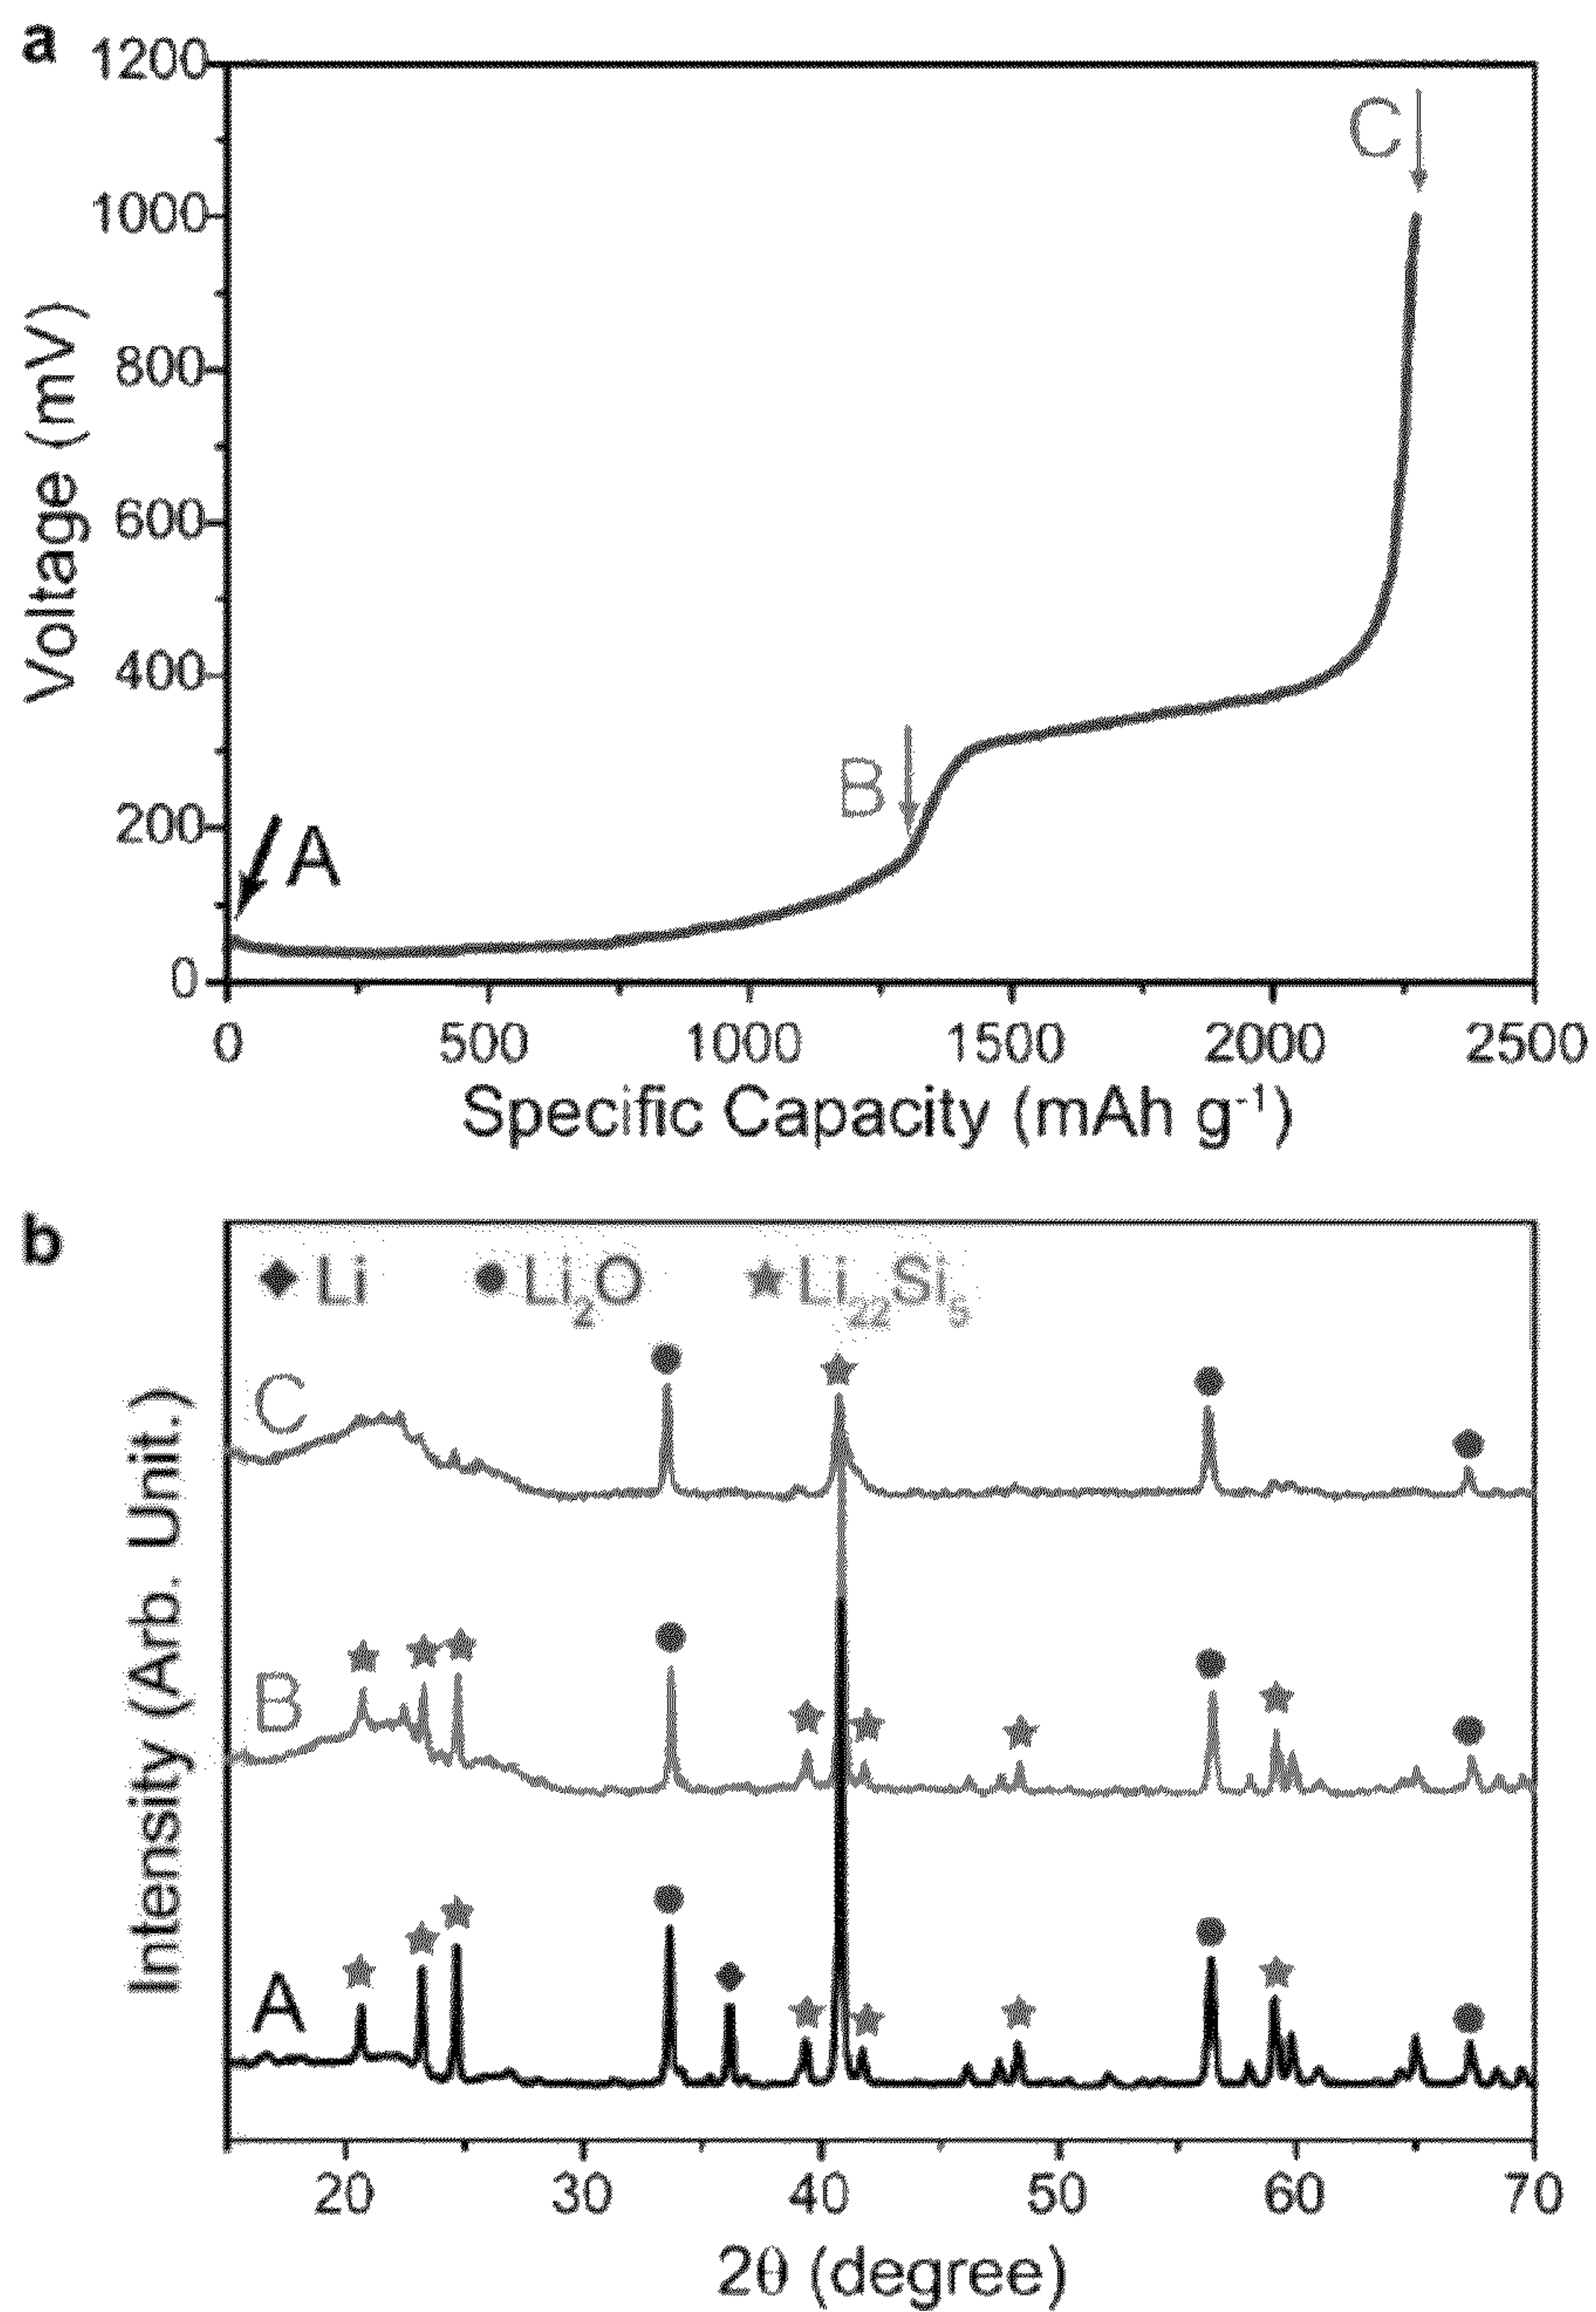 a
1200
1000
800
600
400
200
0
Voltage (mV)
A
B
C
0 500 1000 1500 2000 2500
Specific Capacity (mAh g⁻¹)
b
◆ Li ● Li₂O ★ Li₂₂Si₅
C
B
A
Intensity (Arb. Unit.)
20 30 40 50 60 70
2θ (degree)